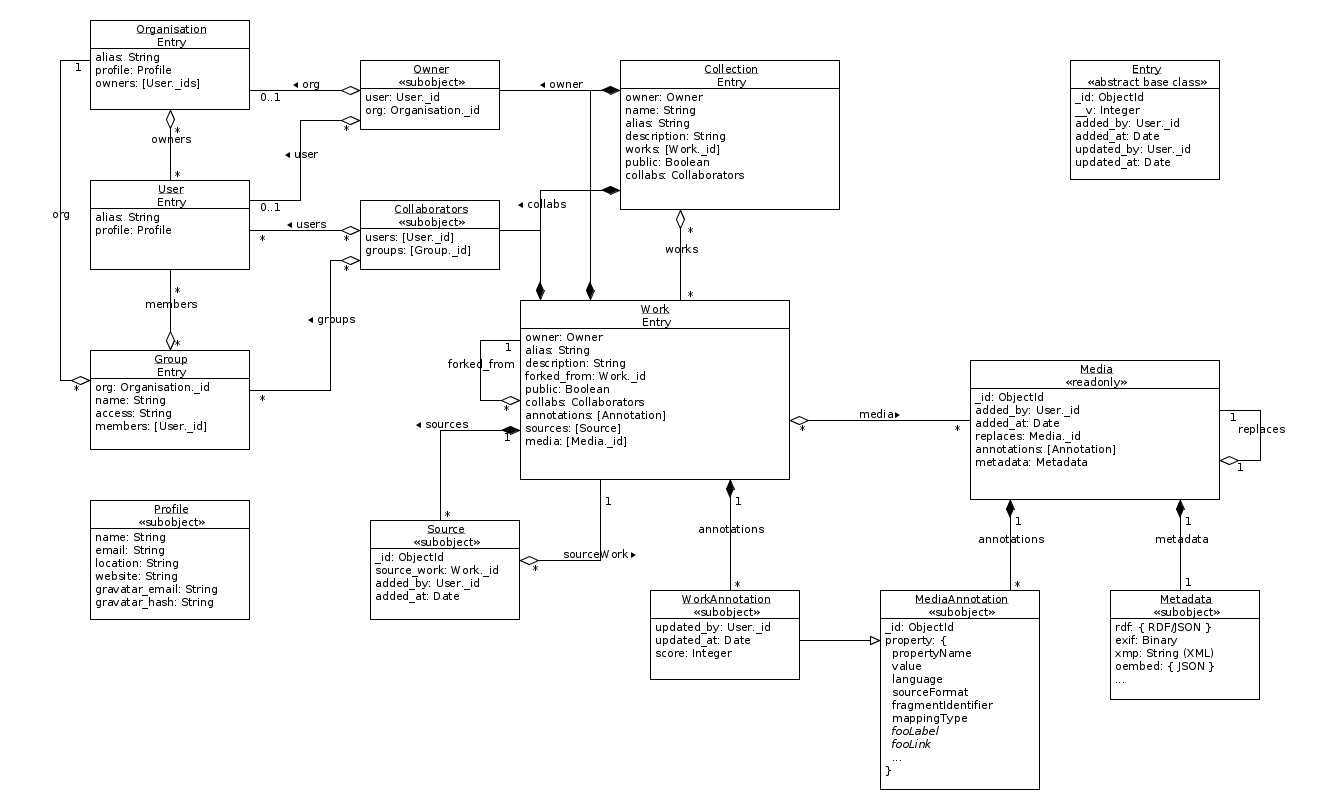 Organisation
Entry
alias: String
profile: Profile
owners: [User._ids]
1
org
0..1
◂ org
*
owners
*
User
Entry
alias: String
profile: Profile
0..1
◂ user
*
*
◂ users
*
*
members
*
Group
Entry
org: Organisation._id
name: String
access: String
members: [User._id]
*
*
◂ groups
*
Owner
«subobject»
user: User._id
org: Organisation._id
◂ owner
Collaborators
«subobject»
users: [User._id]
groups: [Group._id]
◂ collabs
Collection
Entry
owner: Owner
name: String
alias: String
description: String
works: [Work._id]
public: Boolean
collabs: Collaborators
*
works
*
Entry
«abstract base class»
_id: ObjectId
__v: Integer
added_by: User._id
added_at: Date
updated_by: User._id
updated_at: Date
Work
Entry
owner: Owner
alias: String
description: String
forked_from: Work._id
public: Boolean
collabs: Collaborators
annotations: [Annotation]
sources: [Source]
media: [Media._id]
1
forked_from
*
◂ sources
1
*
1
sourceWork ▸
*
1
annotations
*
*
media▸
*
Media
«readonly»
_id: ObjectId
added_by: User._id
added_at: Date
replaces: Media._id
annotations: [Annotation]
metadata: Metadata
1
replaces
1
1
annotations
*
1
metadata
1
Profile
«subobject»
name: String
email: String
location: String
website: String
gravatar_email: String
gravatar_hash: String
Source
«subobject»
_id: ObjectId
source_work: Work._id
added_by: User._id
added_at: Date
WorkAnnotation
«subobject»
updated_by: User._id
updated_at: Date
score: Integer
MediaAnnotation
«subobject»
_id: ObjectId
property: {
propertyName
value
language
sourceFormat
fragmentIdentifier
mappingType
fooLabel
fooLink
...
}
Metadata
«subobject»
rdf: { RDF/JSON }
exif: Binary
xmp: String (XML)
oembed: { JSON }
...